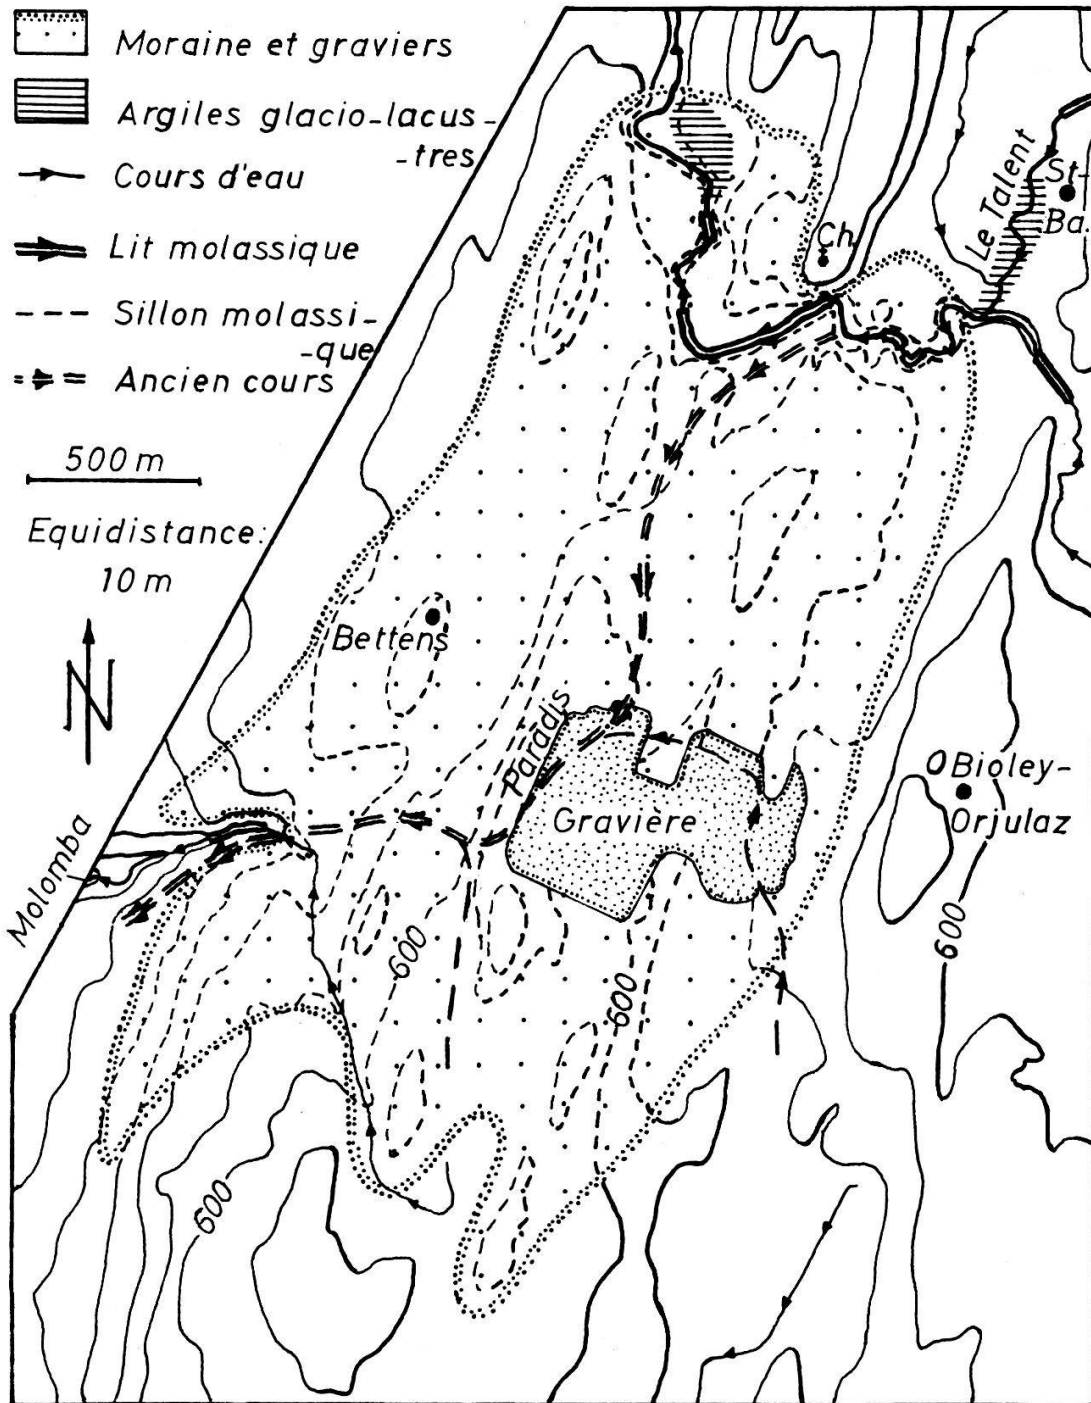 Moraine et graviers
Argiles glacio-lacus-
-tres
Cours d'eau
Lit molassique
Sillon molassi-
-que
Ancien cours
500 m
Equidistance:
10 m
N
Ch.
Le Talent
St-
Ba.
Bettens
Paradis
Gravière
Bioley-
Orjulaz
Molomba
600
600
600
600